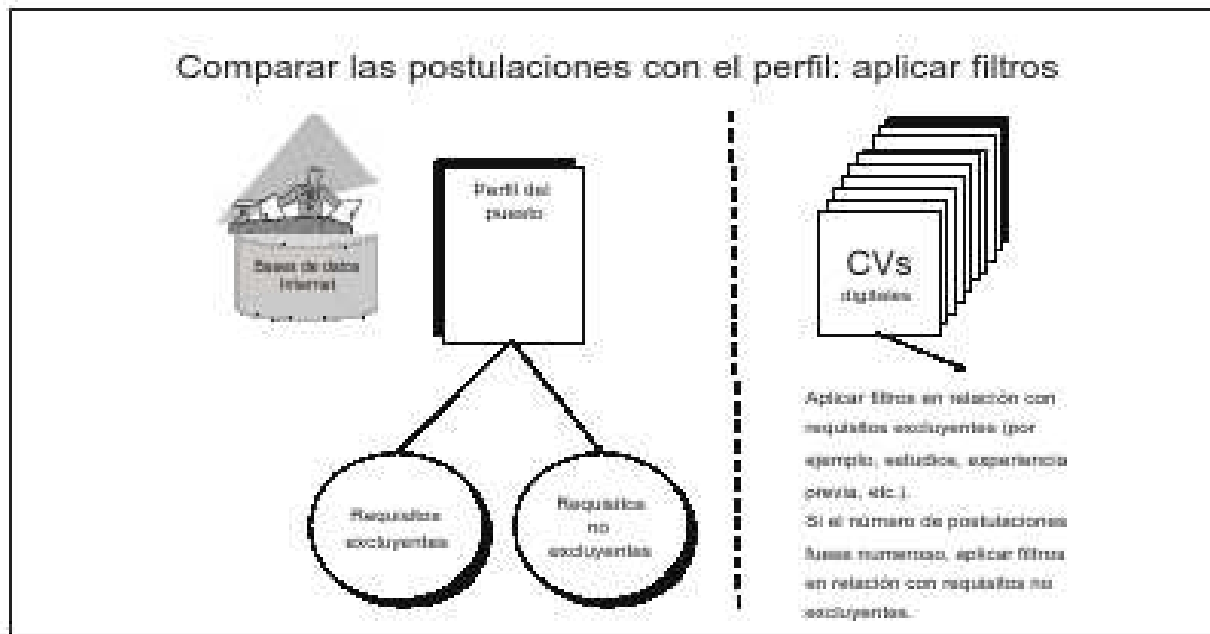 Comparar las postulaciones con el perfil: aplicar filtros
Bases de datos
Internet
Perfil del
puesto
Requisitos
excluyentes
Requisitos
no
excluyentes
CVs
digitales
Aplicar filtros en relación con
requisitos excluyentes (por
ejemplo, estudios, experiencia
previa, etc.).
Si el número de postulaciones
fuese numeroso, aplicar filtros
en relación con requisitos no
excluyentes.